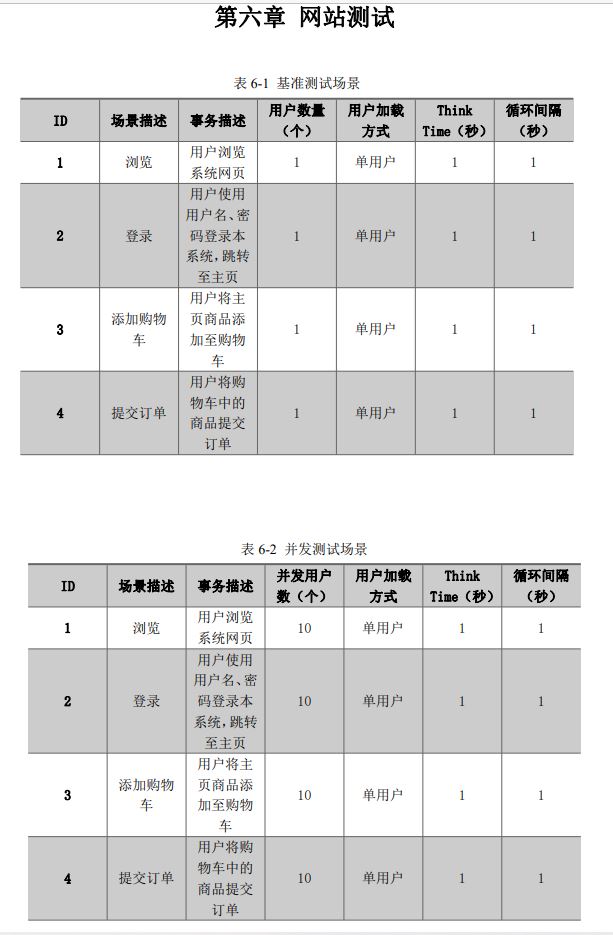 第六章 网站测试
表 6-1 基准测试场景
ID 场景描述 事务描述 用户数量（个） 用户加载方式 Think Time（秒） 循环间隔（秒）
1 浏览 用户浏览系统网页 1 单用户 1 1
2 登录 用户使用用户名、密码登录本系统，跳转至主页 1 单用户 1 1
3 添加购物车 用户将主页商品添加至购物车 1 单用户 1 1
4 提交订单 用户将购物车中的商品提交订单 1 单用户 1 1
表 6-2 并发测试场景
ID 场景描述 事务描述 并发用户数（个） 用户加载方式 Think Time（秒） 循环间隔（秒）
1 浏览 用户浏览系统网页 10 单用户 1 1
2 登录 用户使用用户名、密码登录本系统，跳转至主页 10 单用户 1 1
3 添加购物车 用户将主页商品添加至购物车 10 单用户 1 1
4 提交订单 用户将购物车中的商品提交订单 10 单用户 1 1